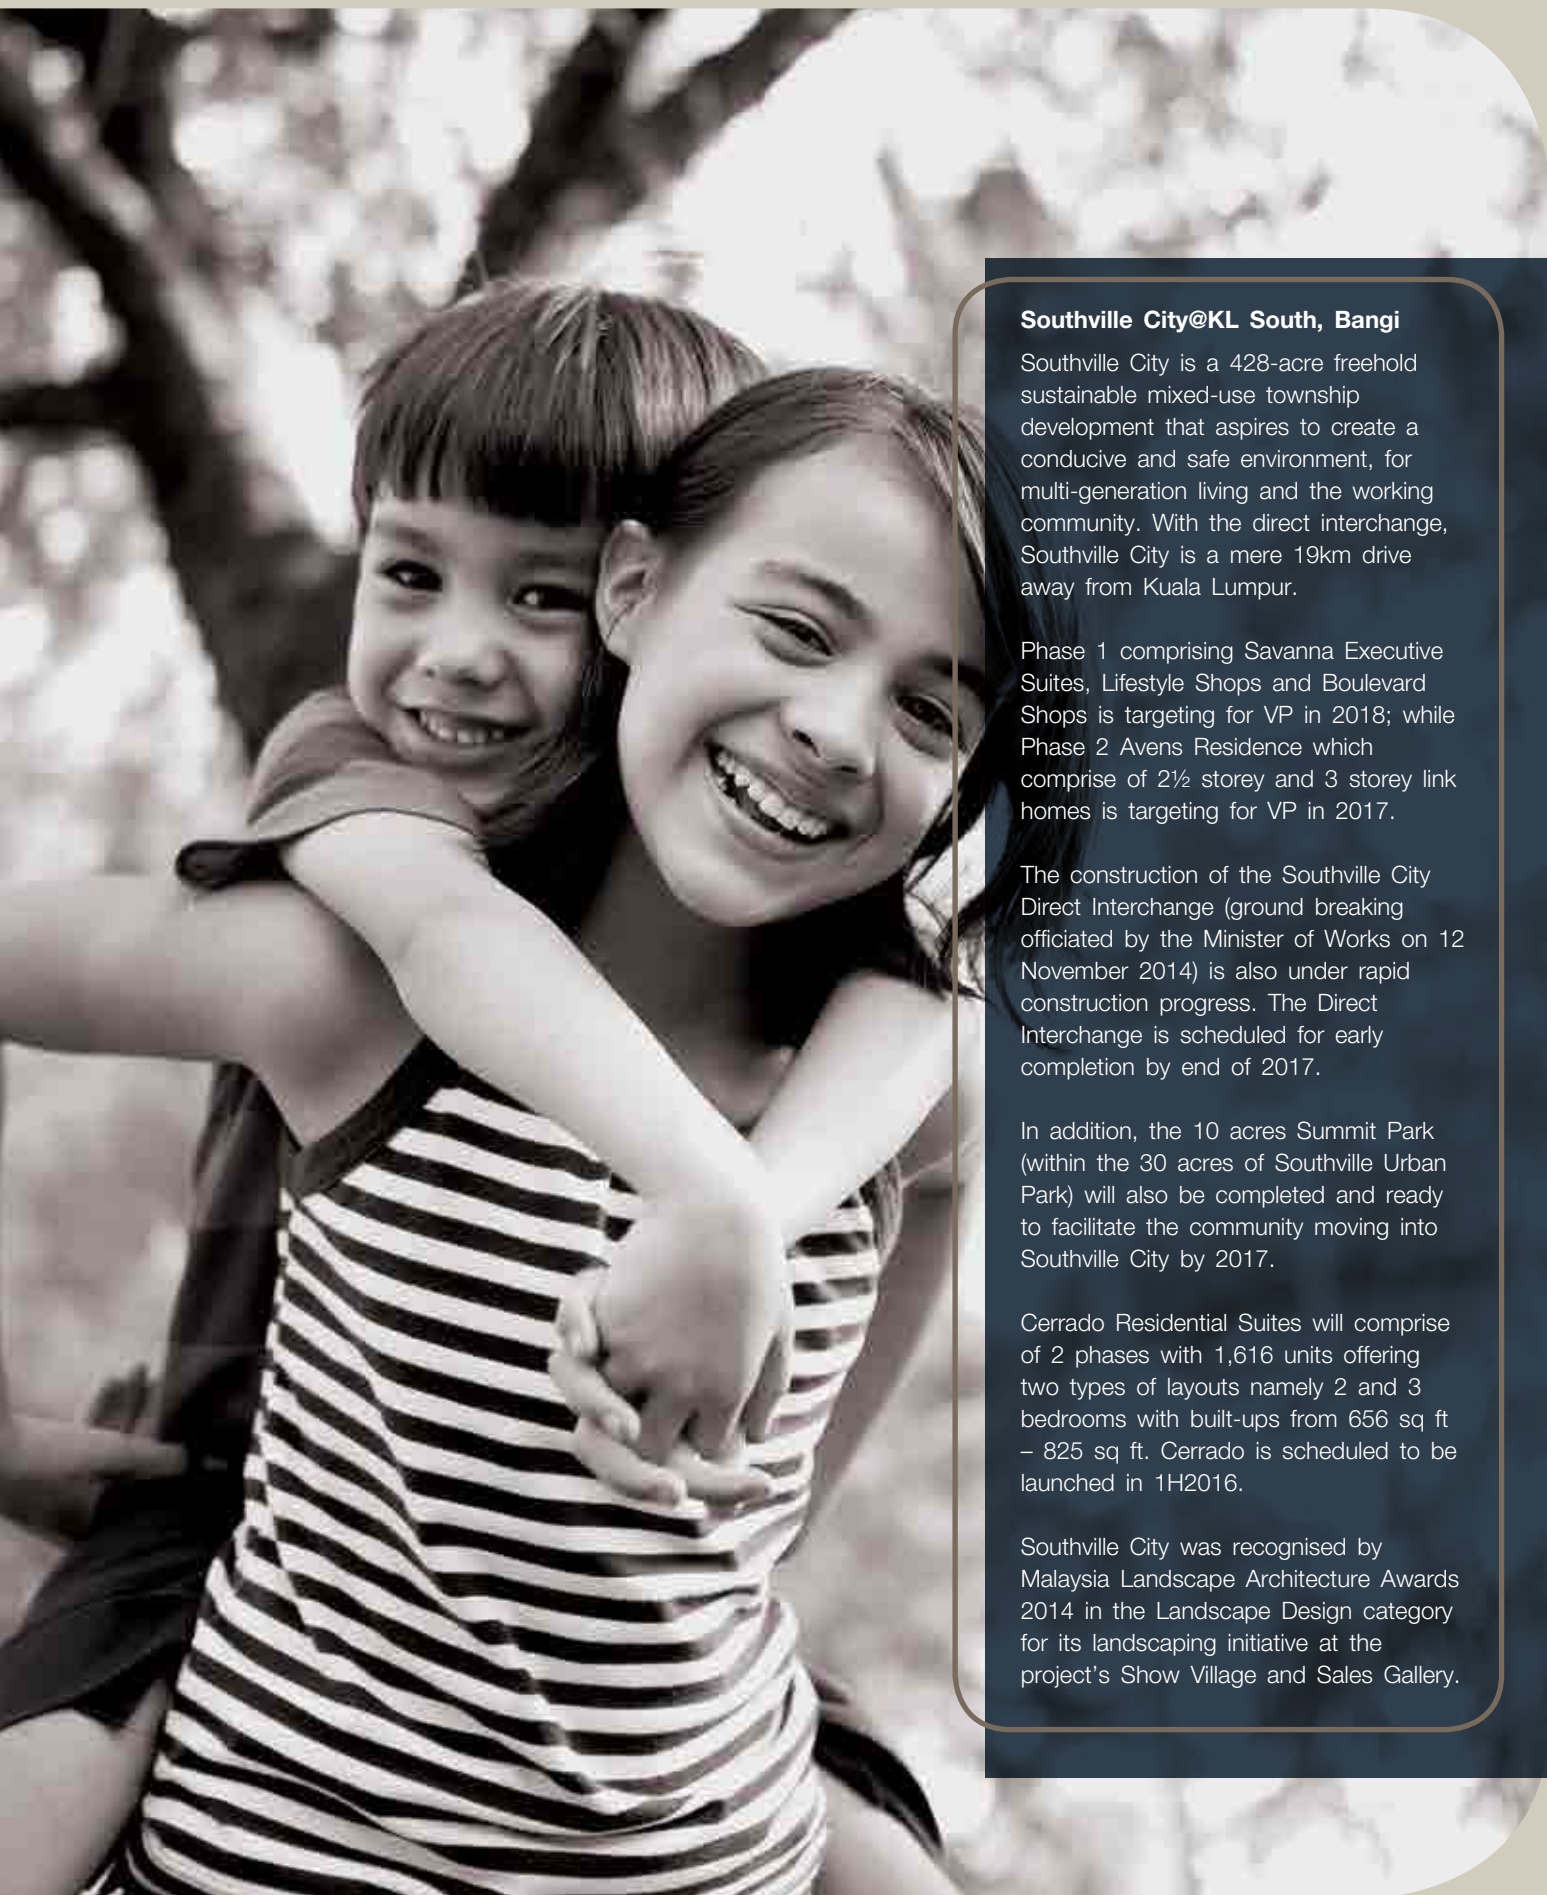 Southville City@KL South, Bangi
Southville City is a 428-acre freehold
sustainable mixed-use township
development that aspires to create a
conducive and safe environment, for
multi-generation living and the working
community. With the direct interchange,
Southville City is a mere 19km drive
away from Kuala Lumpur.
Phase 1 comprising Savanna Executive
Suites, Lifestyle Shops and Boulevard
Shops is targeting for VP in 2018; while
Phase 2 Avens Residence which
comprise of 2½ storey and 3 storey link
homes is targeting for VP in 2017.
The construction of the Southville City
Direct Interchange (ground breaking
officiated by the Minister of Works on 12
November 2014) is also under rapid
construction progress. The Direct
Interchange is scheduled for early
completion by end of 2017.
In addition, the 10 acres Summit Park
(within the 30 acres of Southville Urban
Park) will also be completed and ready
to facilitate the community moving into
Southville City by 2017.
Cerrado Residential Suites will comprise
of 2 phases with 1,616 units offering
two types of layouts namely 2 and 3
bedrooms with built-ups from 656 sq ft
– 825 sq ft. Cerrado is scheduled to be
launched in 1H2016.
Southville City was recognised by
Malaysia Landscape Architecture Awards
2014 in the Landscape Design category
for its landscaping initiative at the
project's Show Village and Sales Gallery.